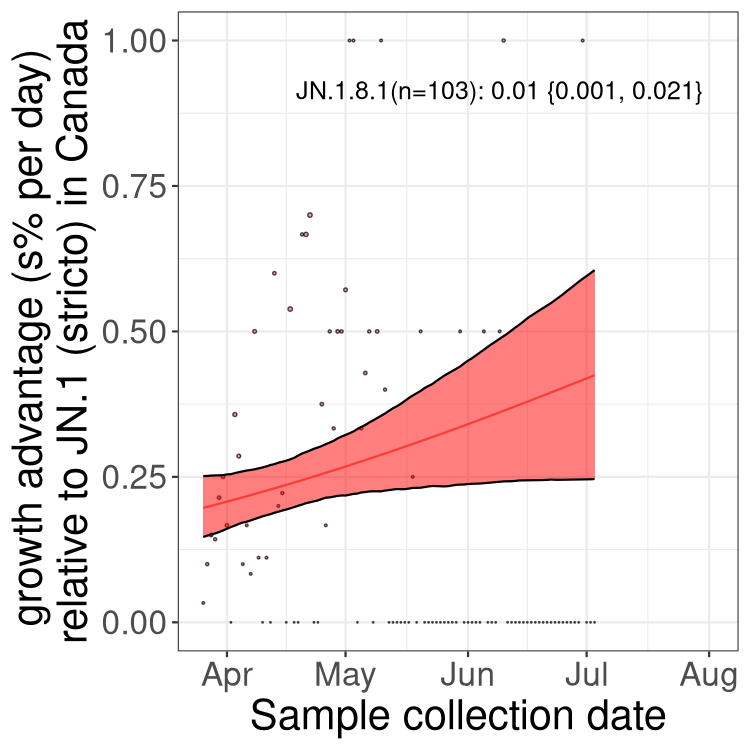 growth advantage (s% per day)
relative to JN.1 (stricto) in Canada
1.00
0.75
0.50
0.25
0.00
JN.1.8.1(n=103): 0.01 {0.001, 0.021}
Apr May Jun Jul Aug
Sample collection date